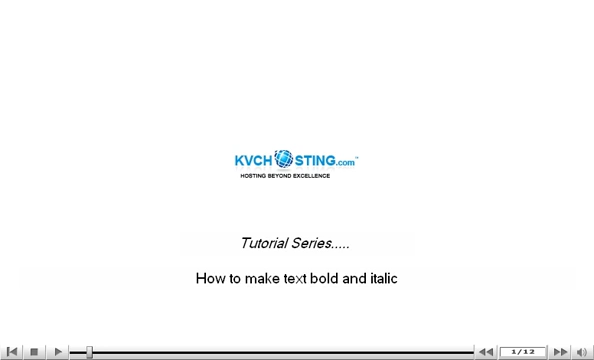 KVCHOSTING.com™
HOSTING BEYOND EXCELLENCE
Tutorial Series.....
How to make text bold and italic
1/12